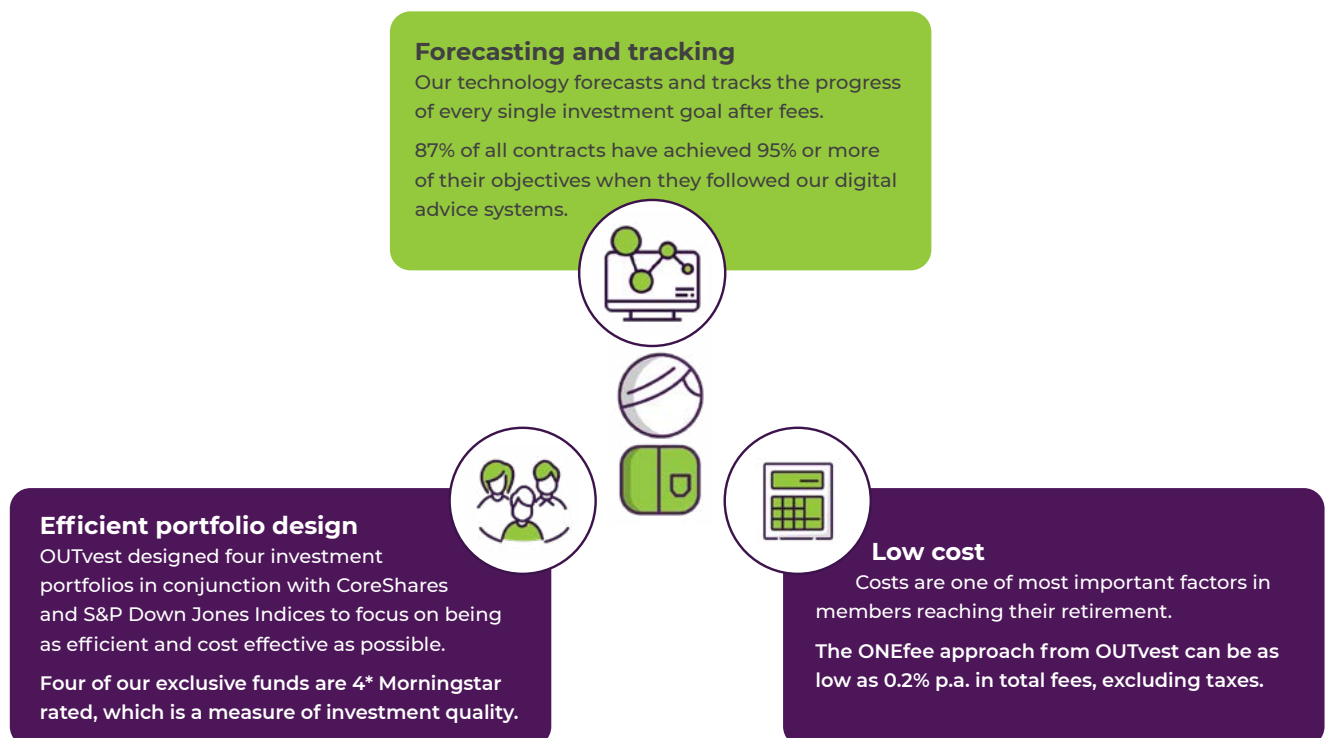 Forecasting and tracking
Our technology forecasts and tracks the progress
of every single investment goal after fees.
87% of all contracts have achieved 95% or more
of their objectives when they followed our digital
advice systems.
Efficient portfolio design
OUTvest designed four investment
portfolios in conjunction with CoreShares
and S&P Down Jones Indices to focus on being
as efficient and cost effective as possible.
Four of our exclusive funds are 4* Morningstar
rated, which is a measure of investment quality.
Low cost
Costs are one of most important factors in
members reaching their retirement.
The ONEfee approach from OUTvest can be as
low as 0.2% p.a. in total fees, excluding taxes.